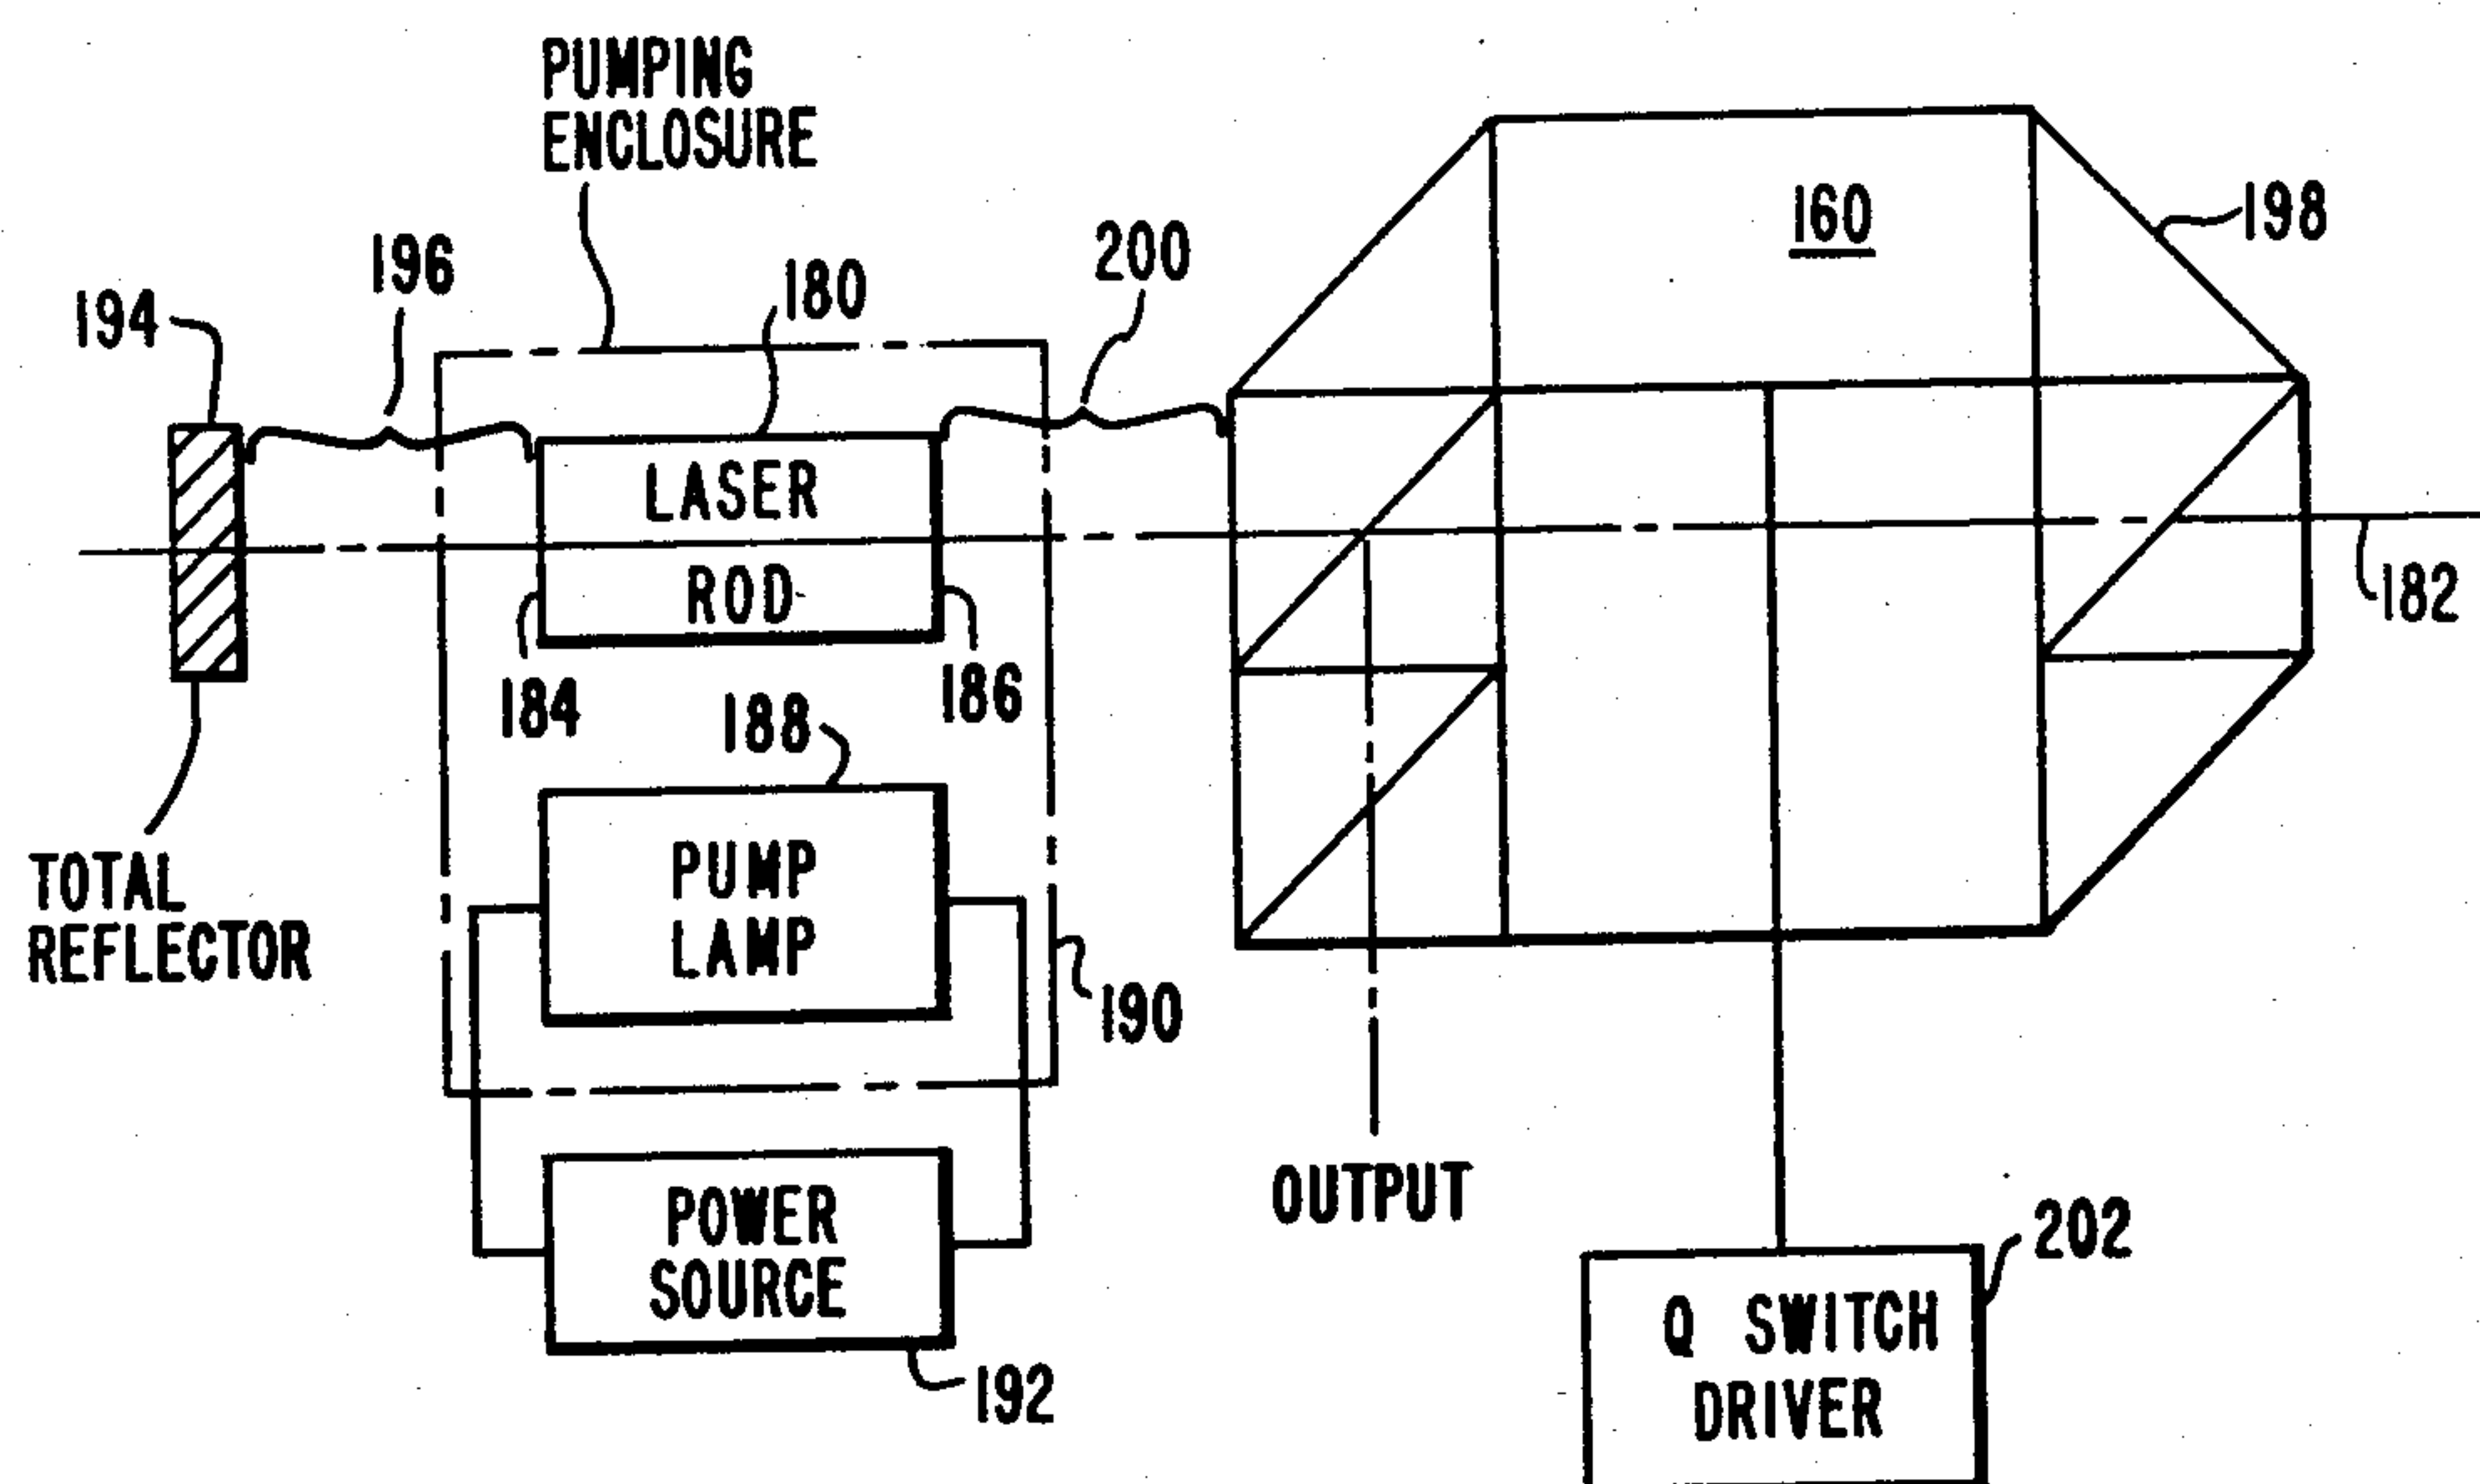 PUMPING
ENCLOSURE
160
198
196
200
180
194
LASER
ROD
182
184
186
188
PUMP
LAMP
TOTAL
REFLECTOR
190
OUTPUT
POWER
SOURCE
202
Q SWITCH
DRIVER
192